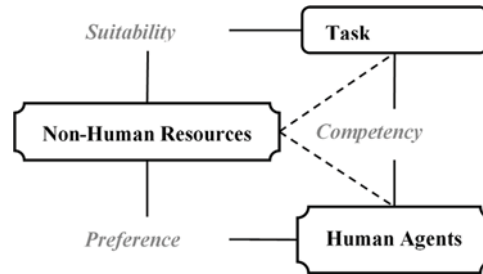 Suitability
Task
Non-Human Resources
Competency
Preference
Human Agents